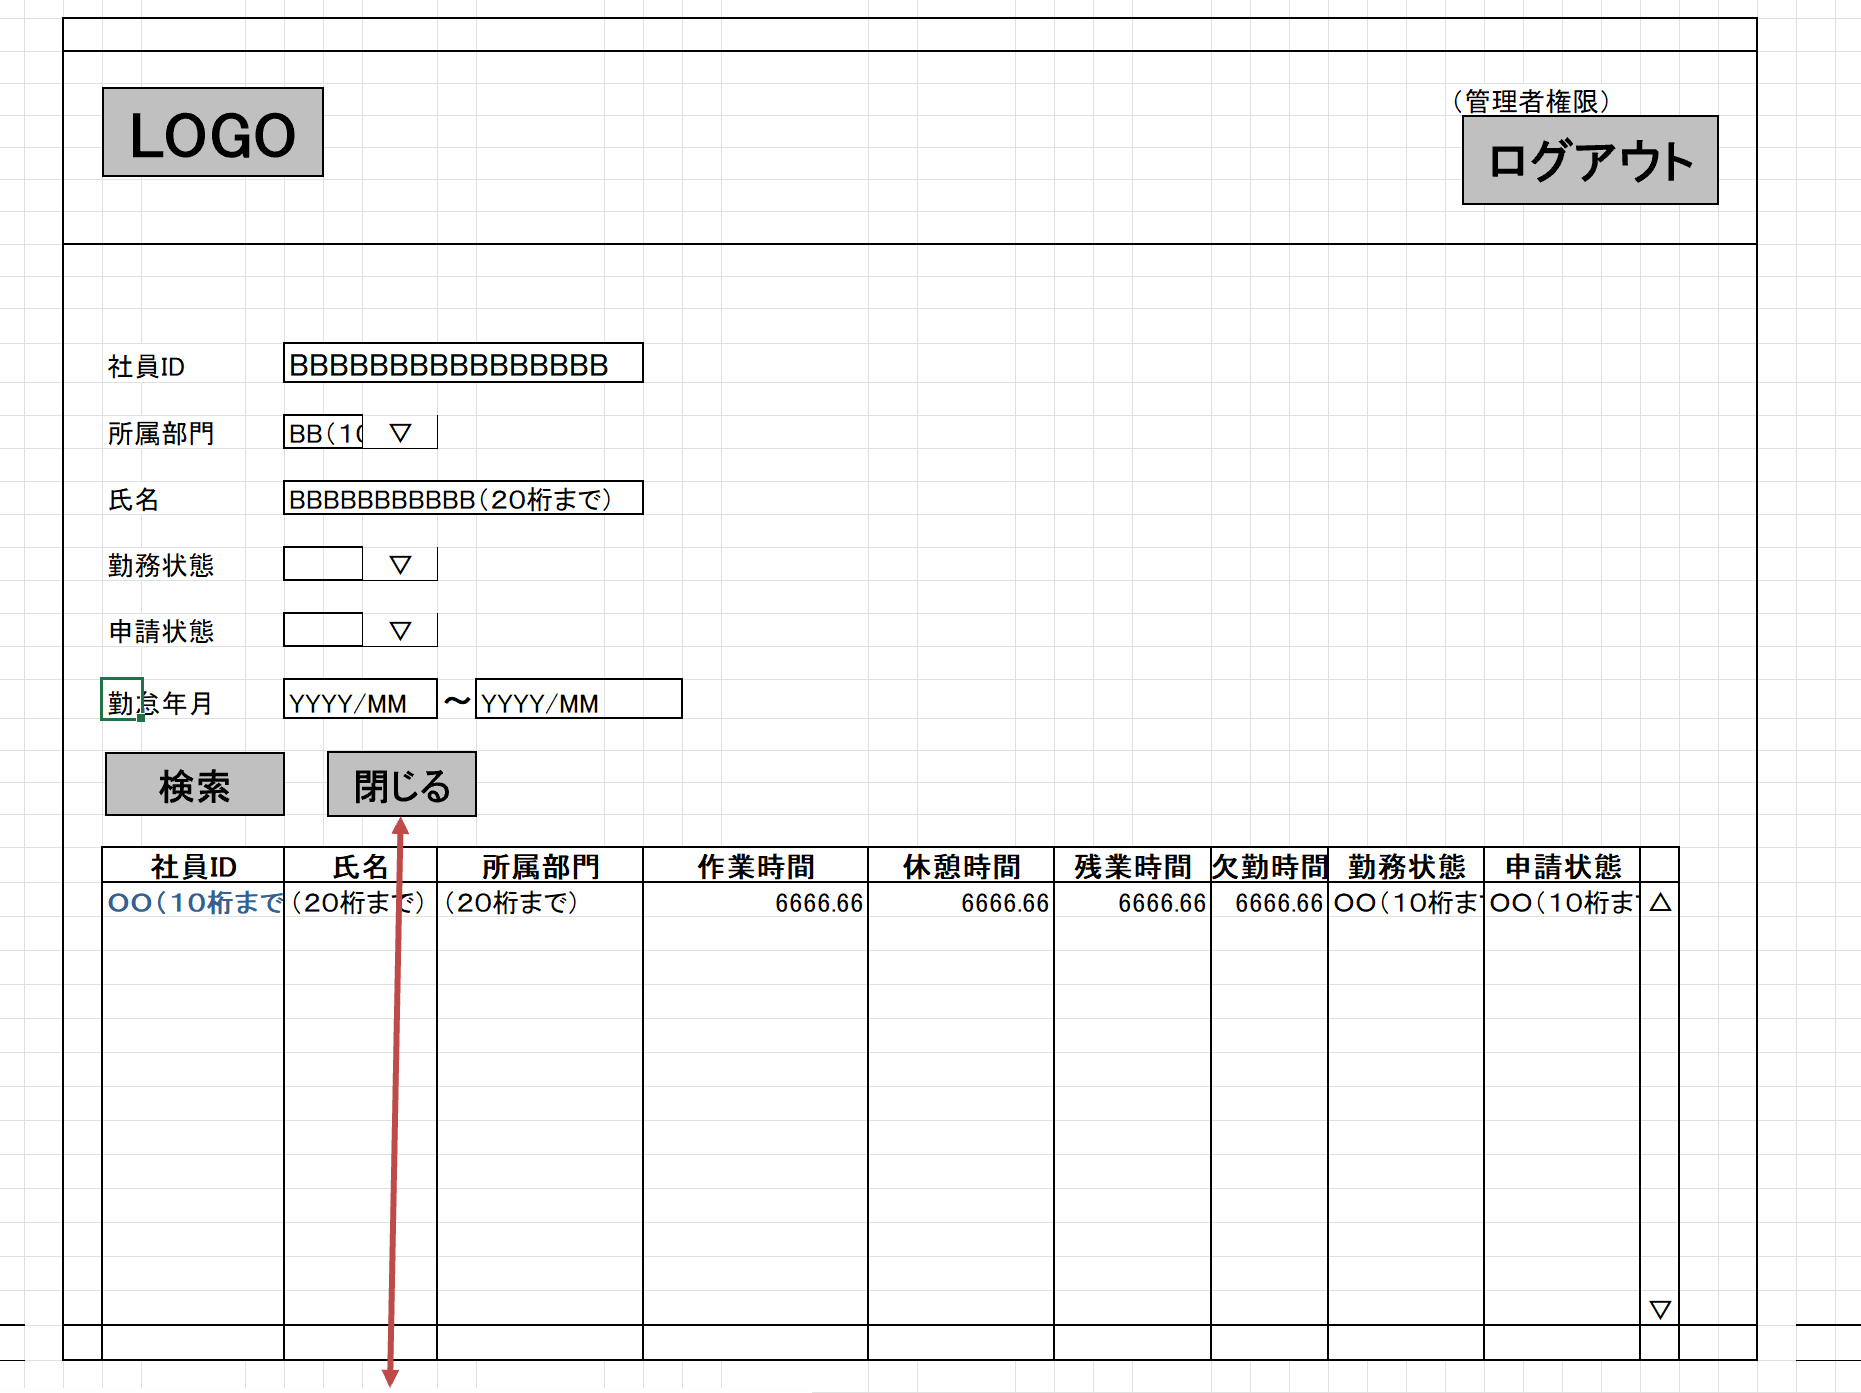 LOGO
（管理者権限）
ログアウト
社員ID BBBBBBBBBBBBBBBB
所属部門 BB（10 ▽
氏名 BBBBBBBBBBB（20桁まで）
勤務状態 ▽
申請状態 ▽
勤怠年月 YYYY/MM ～ YYYY/MM
検索 閉じる
社員ID 氏名 所属部門 作業時間 休憩時間 残業時間 欠勤時間 勤務状態 申請状態
OO（10桁まで （20桁まで） （20桁まで） 6666.66 6666.66 6666.66 6666.66 OO（10桁ま OO（10桁ま △
▽